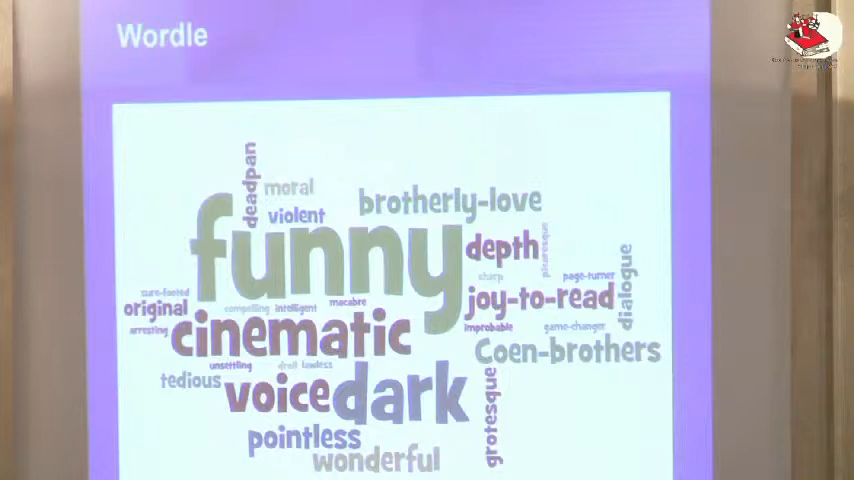 Wordle
deadpan
moral
violent
brotherly-love
funny
depth
picaresque
sharp
page-turner
dialogue
sure-footed
original
compelling
intelligent
macabre
joy-to-read
arresting
cinematic
improbable
game-changer
Coen-brothers
unsettling
droll
lawless
tedious
voice
dark
grotesque
pointless
wonderful